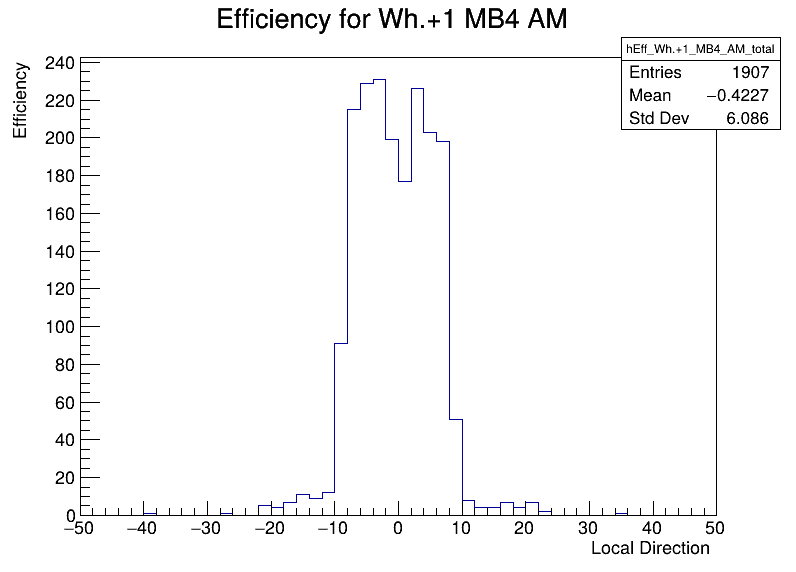 Efficiency for Wh.+1 MB4 AM
hEff_Wh.+1_MB4_AM_total
Entries 1907
Mean −0.4227
Std Dev 6.086
Efficiency
240
220
200
180
160
140
120
100
80
60
40
20
0
−50 −40 −30 −20 −10 0 10 20 30 40 50
Local Direction